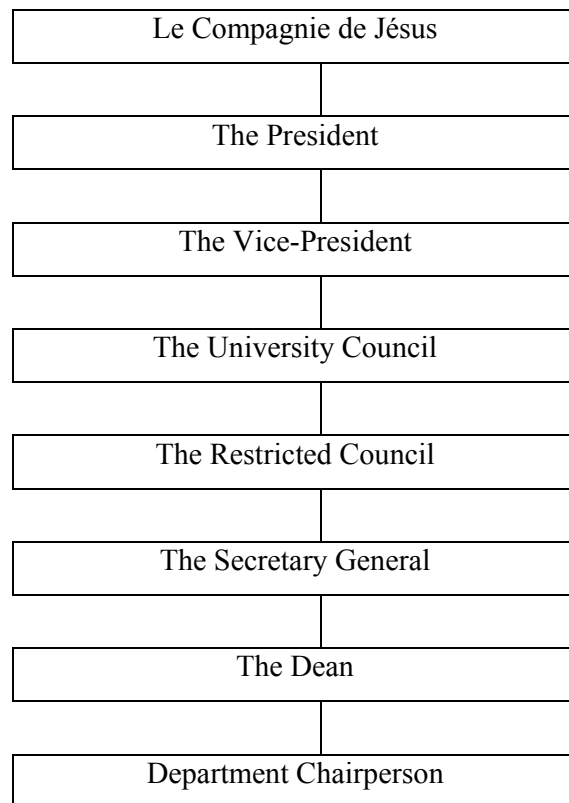 Le Compagnie de Jésus
The President
The Vice-President
The University Council
The Restricted Council
The Secretary General
The Dean
Department Chairperson